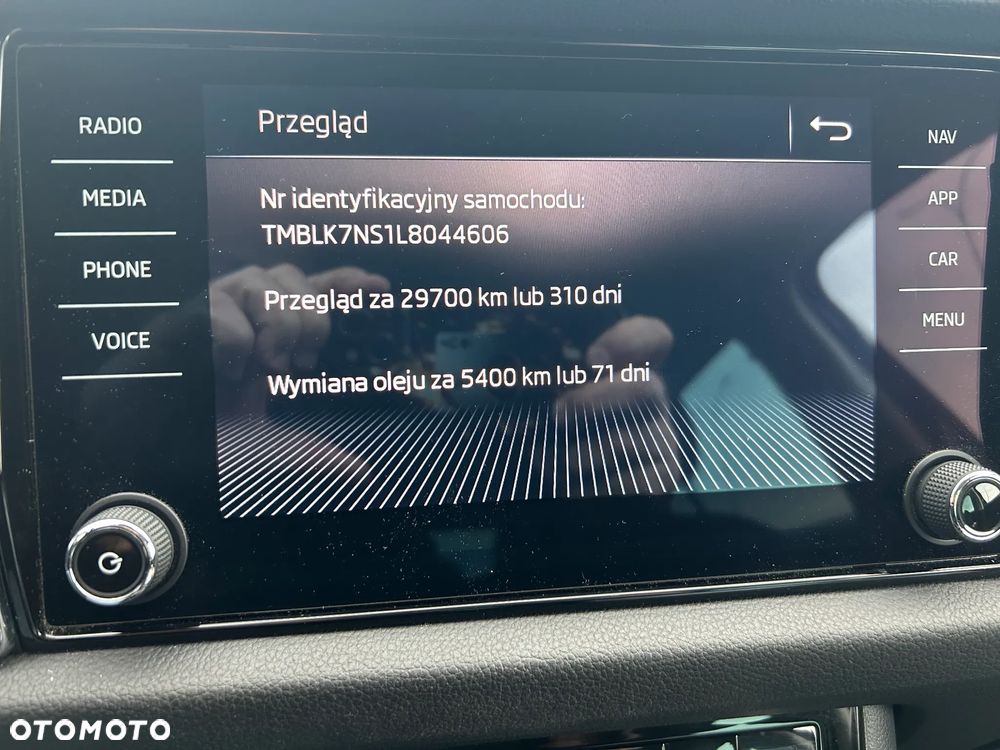 RADIO
MEDIA
PHONE
VOICE
Przegląd
Nr identyfikacyjny samochodu:
TMBLK7NS1L8044606
Przegląd za 29700 km lub 310 dni
Wymiana oleju za 5400 km lub 71 dni
NAV
APP
CAR
MENU
OTOMOTO